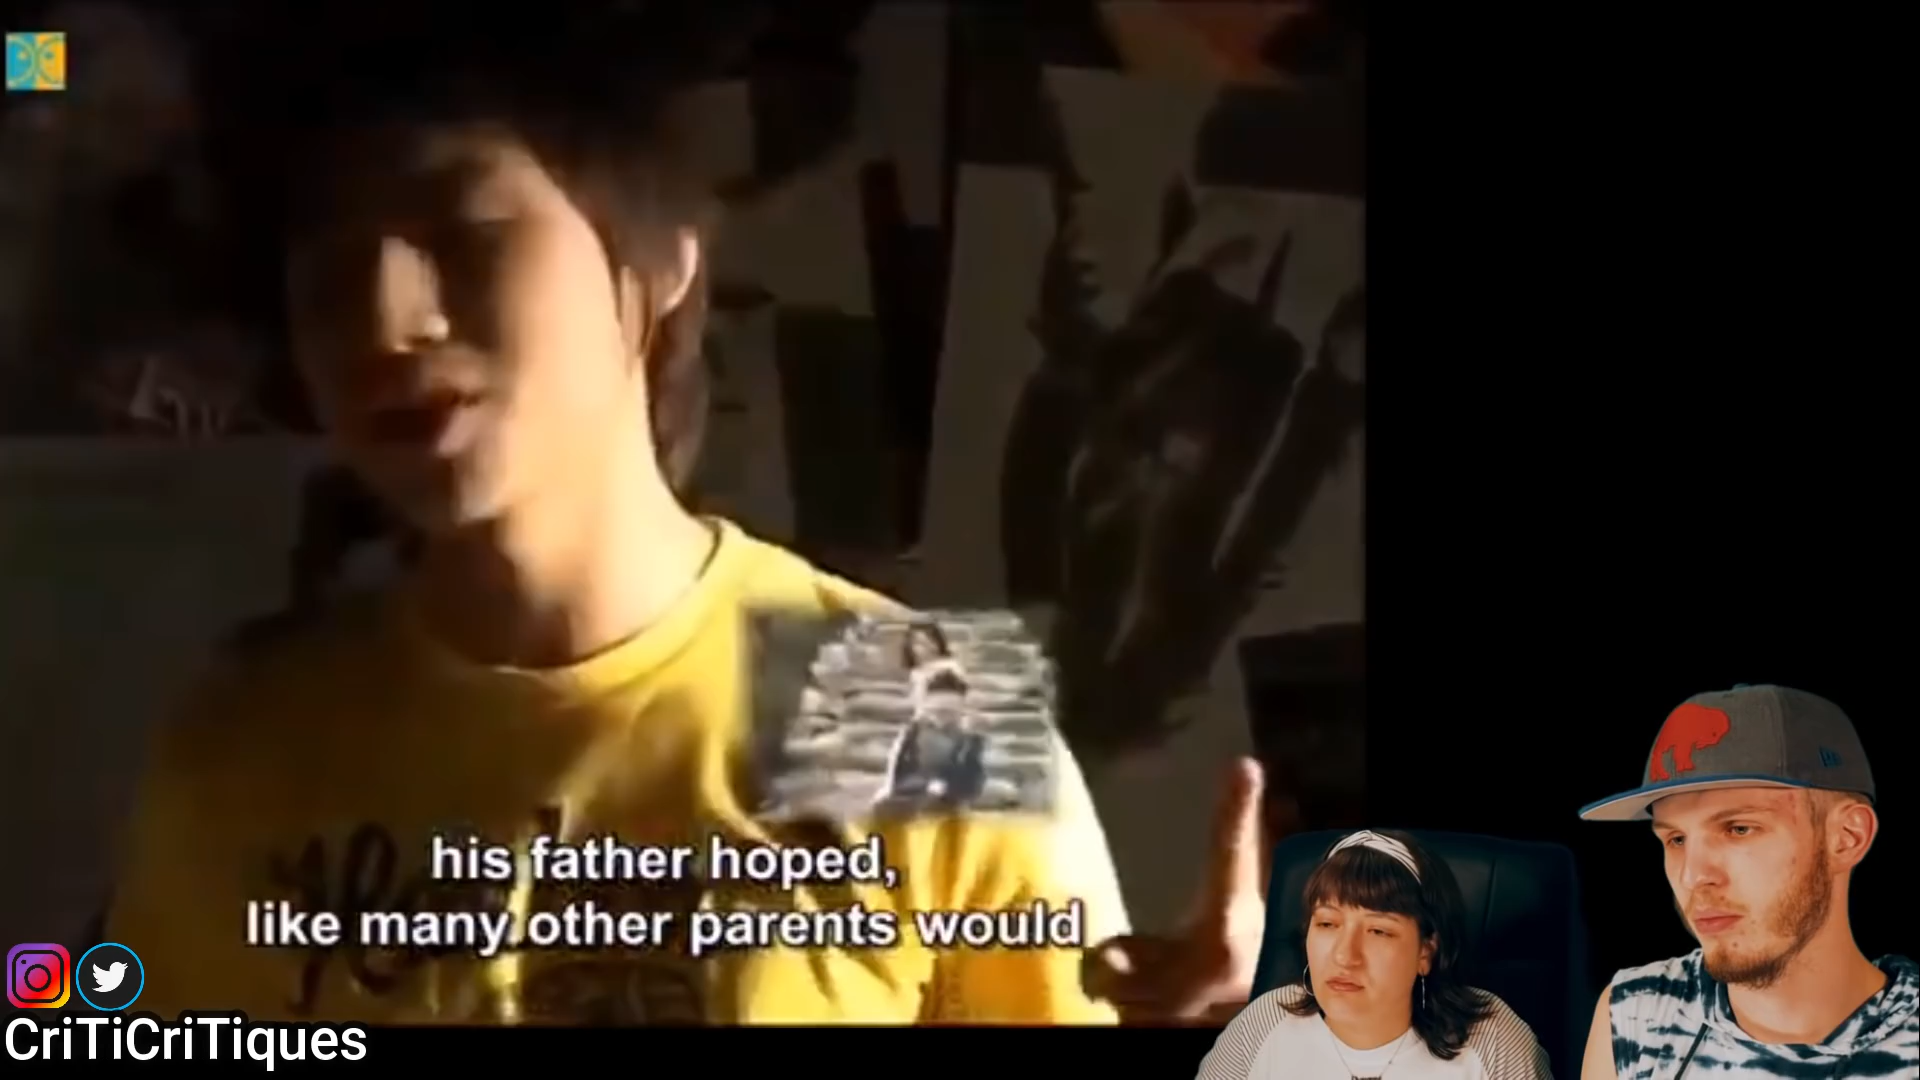 his father hoped,
like many other parents would
CriTiCriTiques